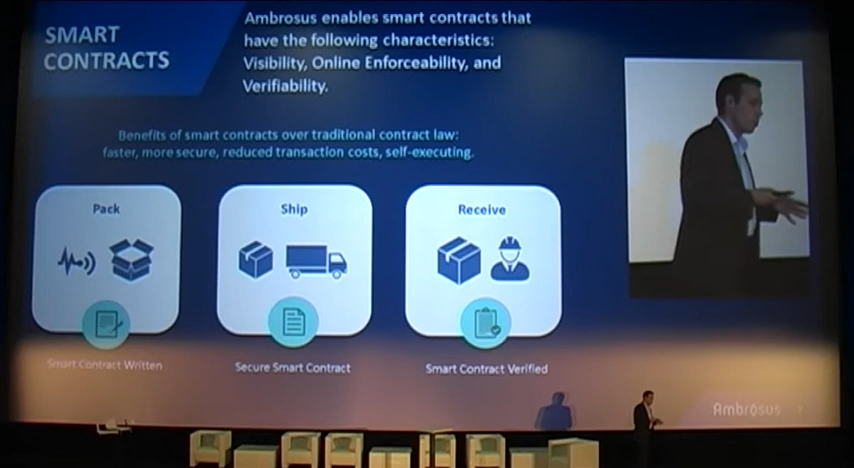 SMART
CONTRACTS
Ambrosus enables smart contracts that
have the following characteristics:
Visibility, Online Enforceability, and
Verifiability.
Benefits of smart contracts over traditional contract law:
faster, more secure, reduced transaction costs, self-executing.
Pack
Ship
Receive
Smart Contract Written
Secure Smart Contract
Smart Contract Verified
Ambrosus